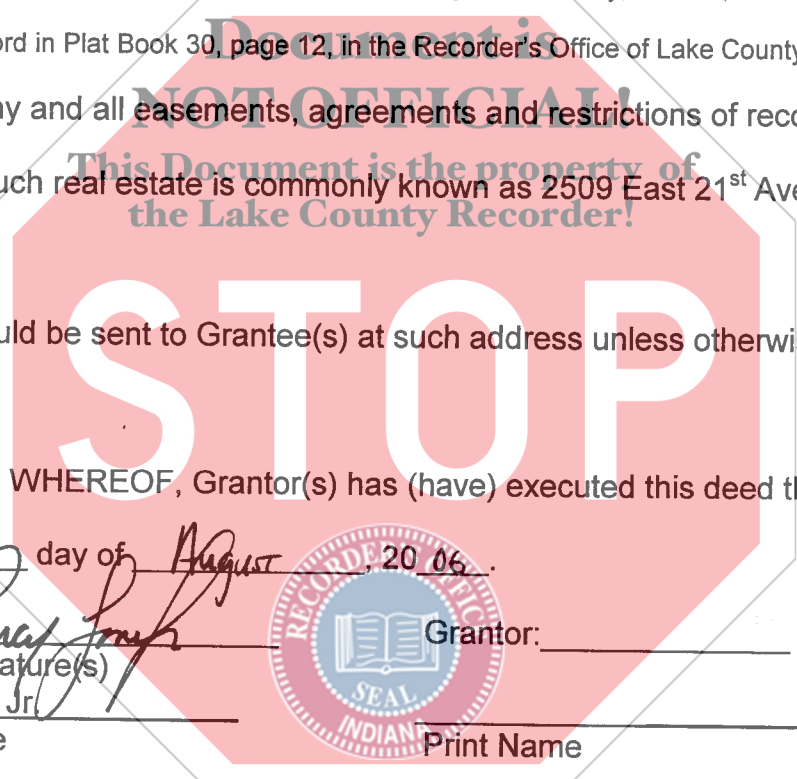 Document is
ord in Plat Book 30, page 12, in the Recorder's Office of Lake County
NOT OFFICIAL!
ny and all easements, agreements and restrictions of reco
This Document is the property of
uch real estate is commonly known as 2509 East 21st Ave
the Lake County Recorder!
STOP
uld be sent to Grantee(s) at such address unless otherwi
WHEREOF, Grantor(s) has (have) executed this deed th
day of August, 2006.
RECORDER'S OFFIC
Grantor:
ature(s)
SEAL
Jr.
INDIANA
e
Print Name